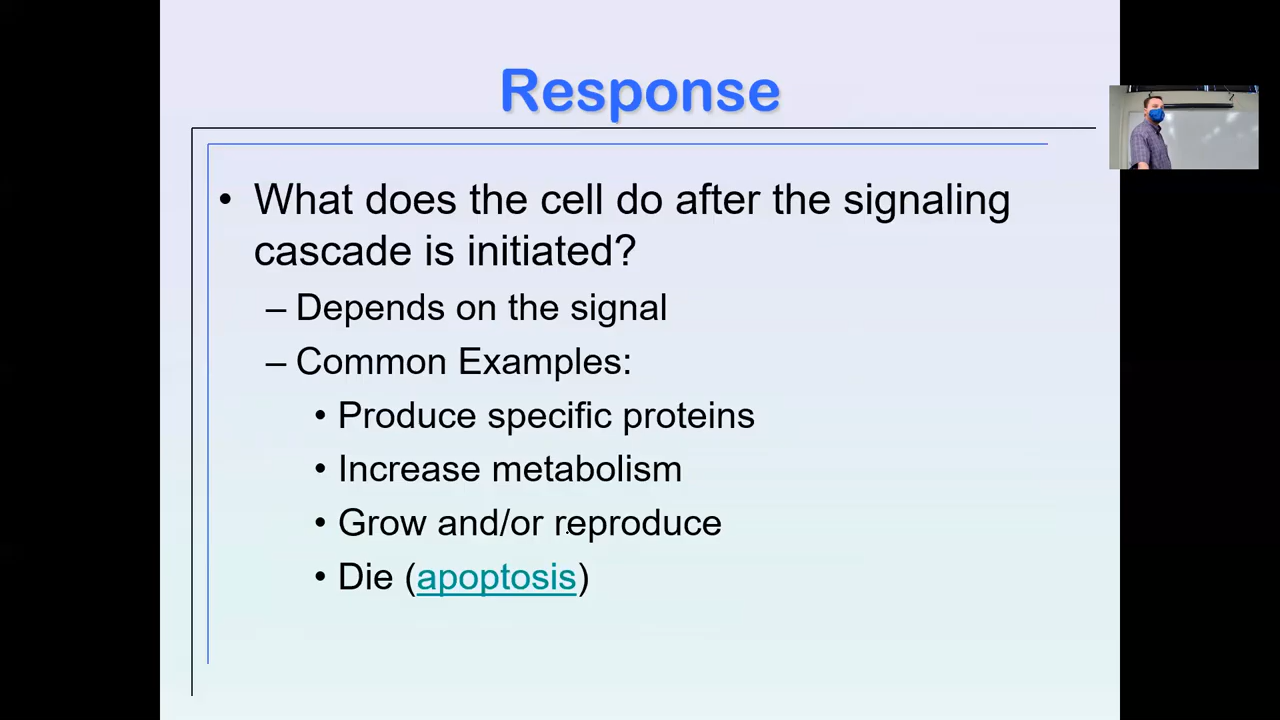 Response
• What does the cell do after the signaling
cascade is initiated?
– Depends on the signal
– Common Examples:
• Produce specific proteins
• Increase metabolism
• Grow and/or reproduce
• Die (apoptosis)